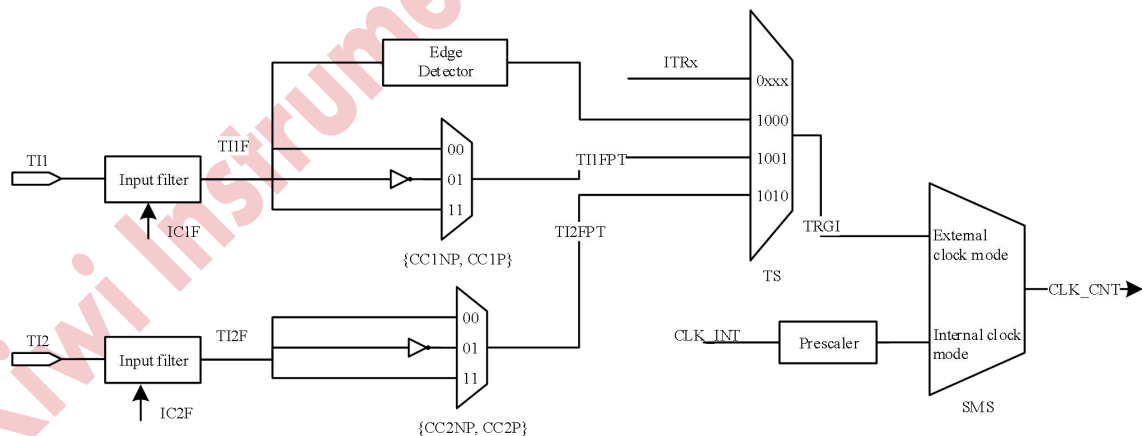 Kiwi Instrume
Edge
Detector
ITRx
0xxx
1000
1001
1010
TS
TI1
Input filter
IC1F
TI1F
00
01
11
{CC1NP, CC1P}
TI1FPT
TI2FPT
TRGI
TI2
Input filter
IC2F
TI2F
00
01
11
{CC2NP, CC2P}
CLK_INT
Prescaler
External
clock mode
Internal clock
mode
SMS
CLK_CNT